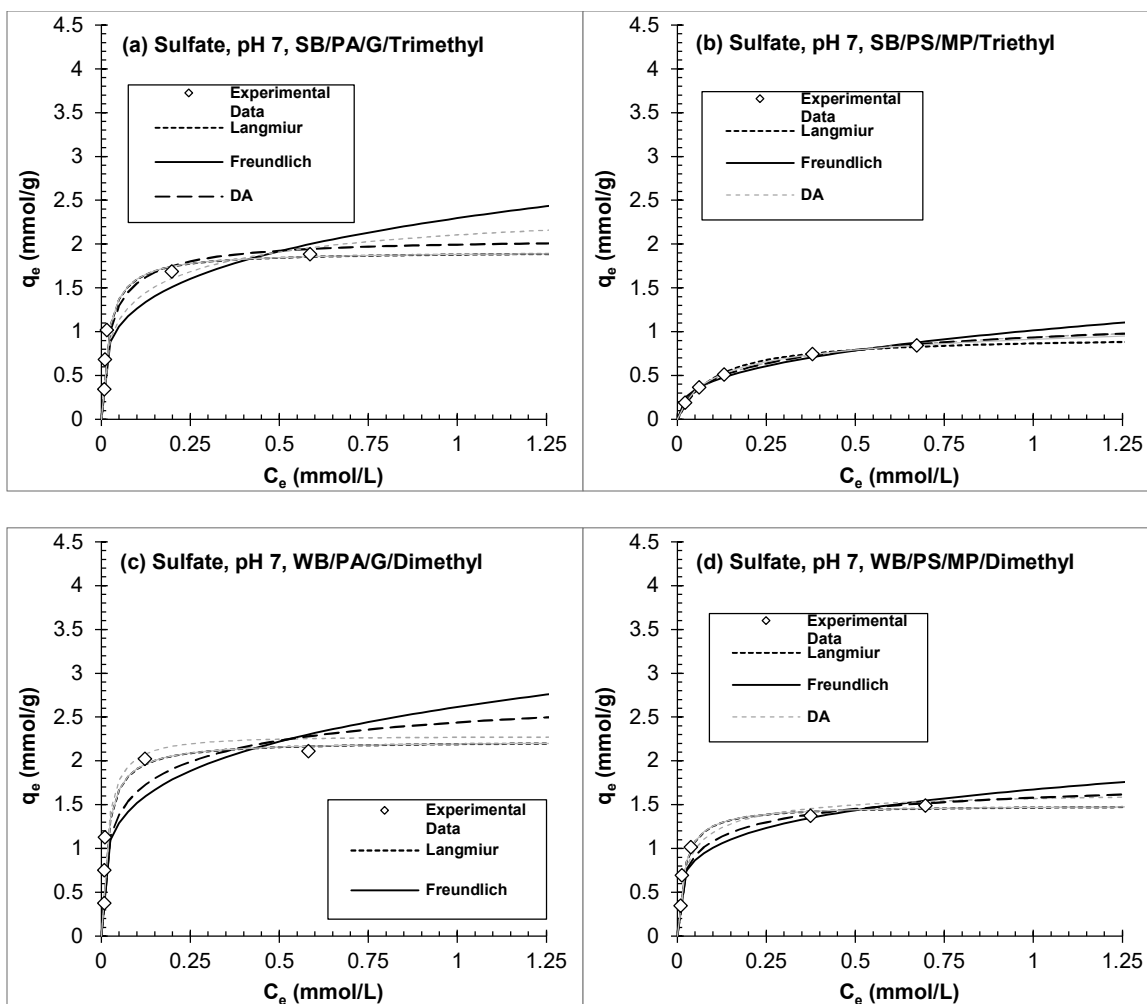 (a) Sulfate, pH 7, SB/PA/G/Trimethyl
4.5
4
3.5
3
2.5
2
1.5
1
0.5
0
qe (mmol/g)
Experimental
Data
Langmiur
Freundlich
DA
0 0.25 0.5 0.75 1 1.25
Ce (mmol/L)
(b) Sulfate, pH 7, SB/PS/MP/Triethyl
4.5
4
3.5
3
2.5
2
1.5
1
0.5
0
qe (mmol/g)
Experimental
Data
Langmiur
Freundlich
DA
0 0.25 0.5 0.75 1 1.25
Ce (mmol/L)
(c) Sulfate, pH 7, WB/PA/G/Dimethyl
4.5
4
3.5
3
2.5
2
1.5
1
0.5
0
qe (mmol/g)
Experimental
Data
Langmiur
Freundlich
0 0.25 0.5 0.75 1 1.25
Ce (mmol/L)
(d) Sulfate, pH 7, WB/PS/MP/Dimethyl
4.5
4
3.5
3
2.5
2
1.5
1
0.5
0
qe (mmol/g)
Experimental
Data
Langmiur
Freundlich
DA
0 0.25 0.5 0.75 1 1.25
Ce (mmol/L)